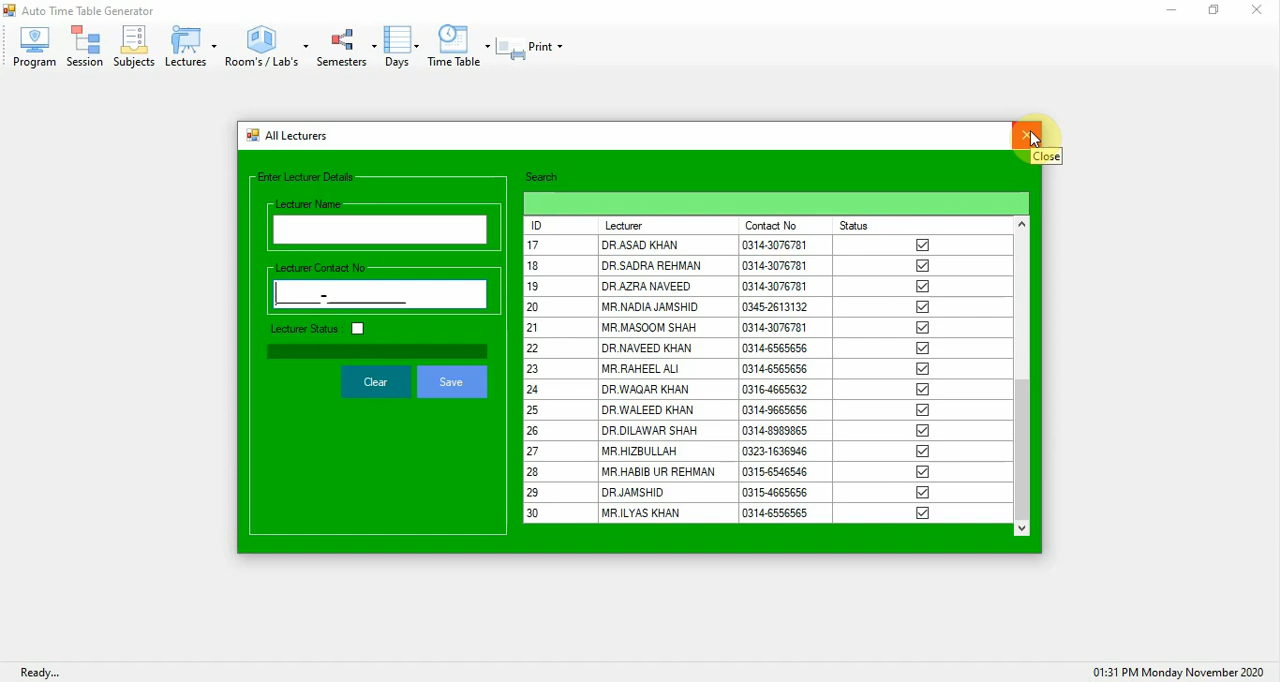 Auto Time Table Generator
Program Session Subjects Lectures Room's / Lab's Semesters Days Time Table Print
All Lecturers
Close
Enter Lecturer Details
Lecturer Name
Lecturer Contact No
_____-__________
Lecturer Status
Clear Save
Search
ID Lecturer Contact No Status
17 DR.ASAD KHAN 0314-3076781
18 DR.SADRA REHMAN 0314-3076781
19 DR.AZRA NAVEED 0314-3076781
20 MR.NADIA JAMSHID 0345-2613132
21 MR.MASOOM SHAH 0314-3076781
22 DR.NAVEED KHAN 0314-6565656
23 MR.RAHEEL ALI 0314-6565656
24 DR.WAQAR KHAN 0316-4665632
25 DR.WALEED KHAN 0314-9665656
26 DR.DILAWAR SHAH 0314-8989865
27 MR.HIZBULLAH 0323-1636946
28 MR.HABIB UR REHMAN 0315-6546546
29 DR.JAMSHID 0315-4665656
30 MR.ILYAS KHAN 0314-6556565
Ready... 01:31 PM Monday November 2020